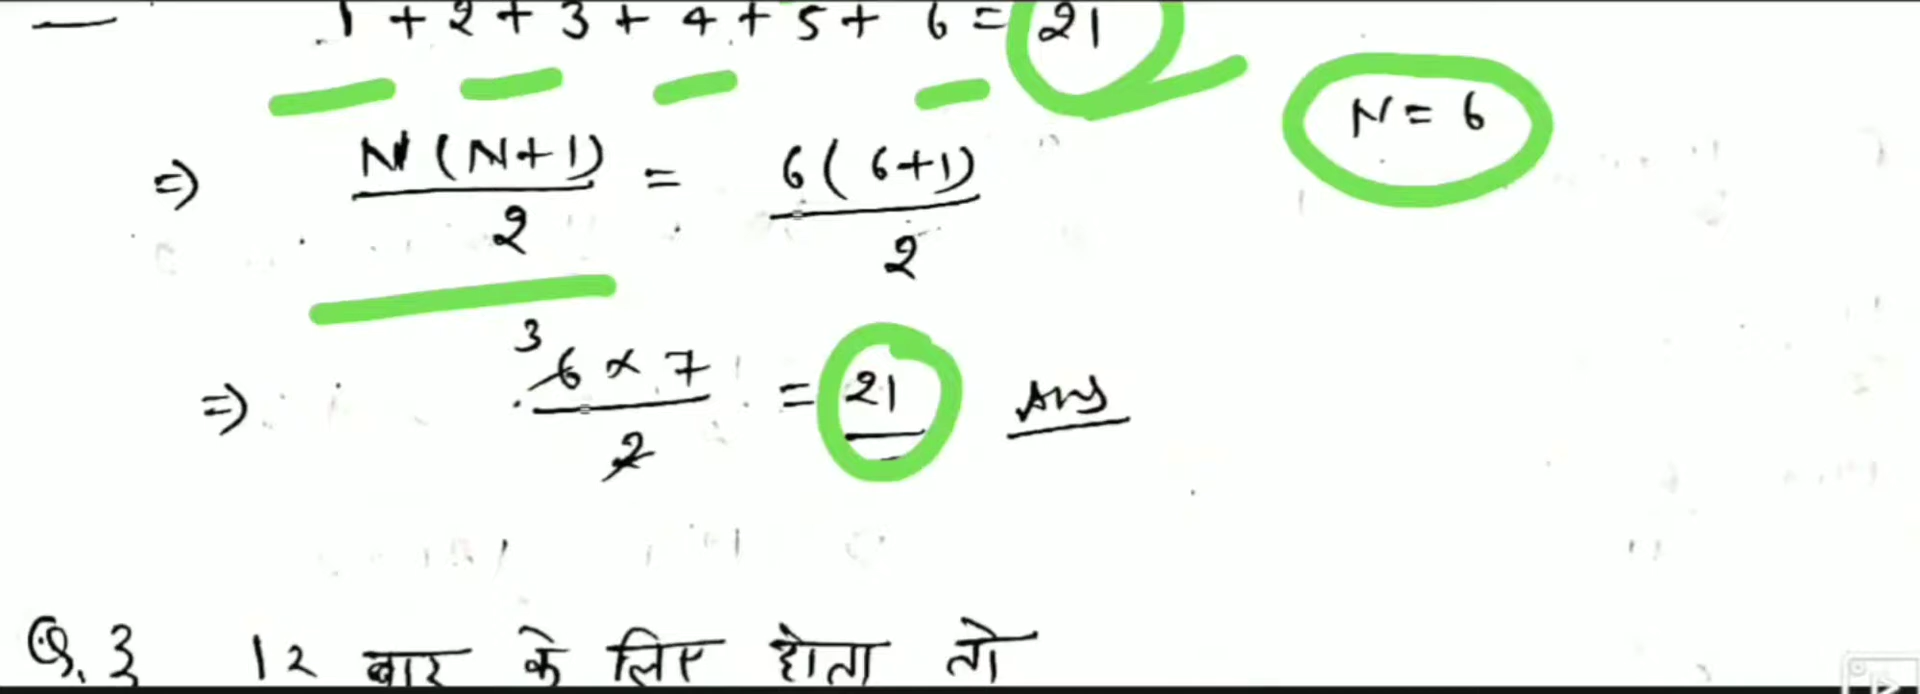 1 + 2 + 3 + 4 + 5 + 6 = 21
N = 6
⇒ N(N+1)/2 = 6(6+1)/2
⇒ 3 6 × 7 / 2 = 21 Ans
Q.3 12 बार के लिए होता तो